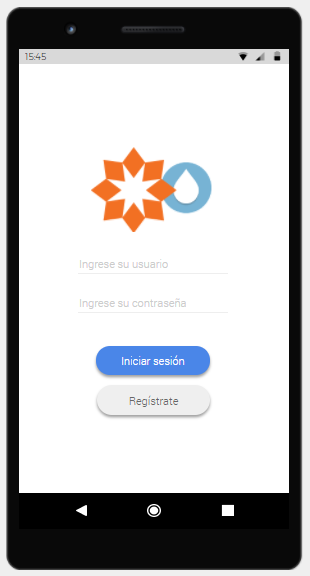 15:45
Ingrese su usuario
Ingrese su contraseña
Iniciar sesión
Regístrate